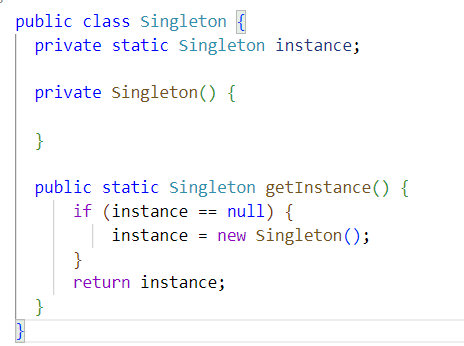 public class Singleton {
private static Singleton instance;
private Singleton() {
}
public static Singleton getInstance() {
if (instance == null) {
instance = new Singleton();
}
return instance;
}
}